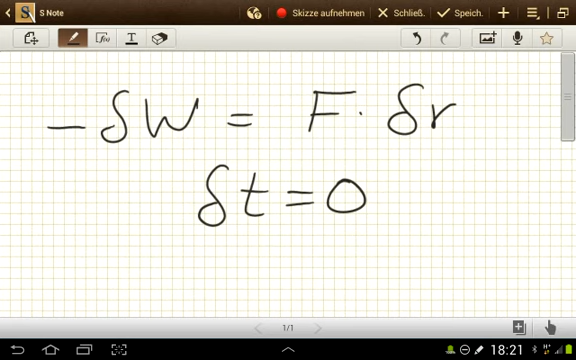 S Note
Skizze aufnehmen
Schließ.
Speich.
f(x)
T
− δW = F · δr
δt = 0
1/1
18:21